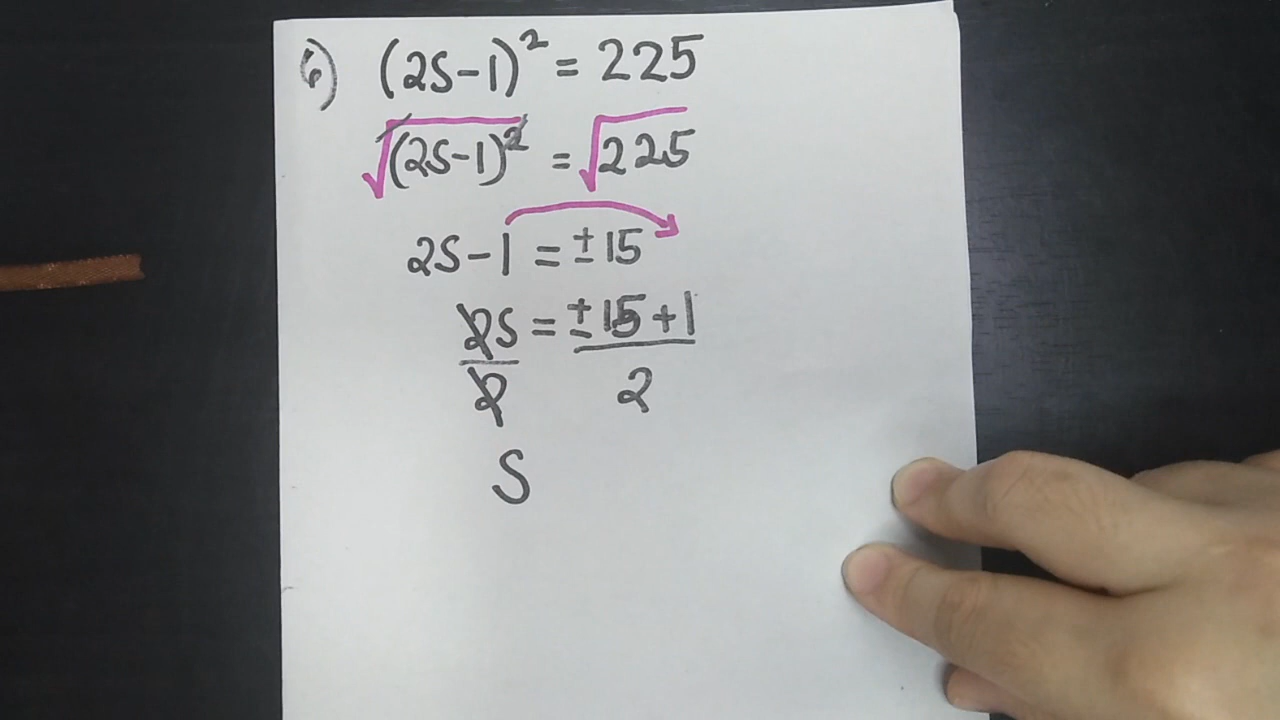 6) (2S-1)² = 225
√(2S-1)² = √225
2S-1 = ±15
2S = ±15+1
2 2
S